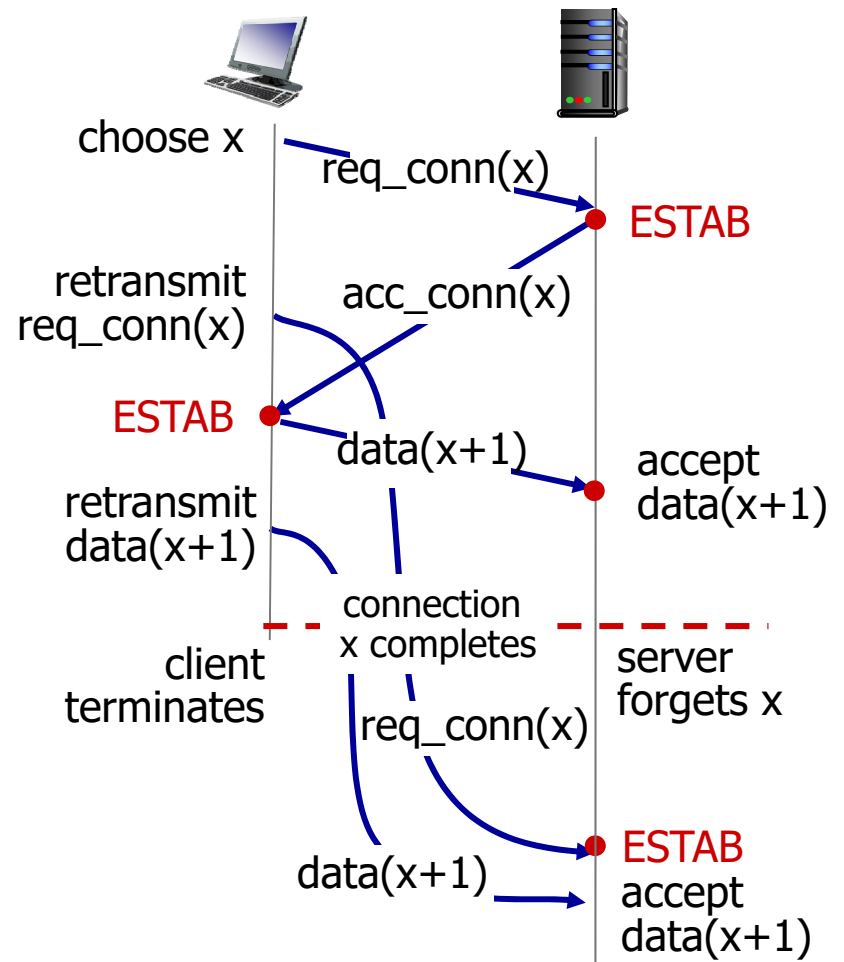 choose x
req_conn(x)
ESTAB
retransmit
req_conn(x)
acc_conn(x)
ESTAB
data(x+1)
accept
data(x+1)
retransmit
data(x+1)
connection
x completes
client
terminates
server
forgets x
req_conn(x)
data(x+1)
ESTAB
accept
data(x+1)